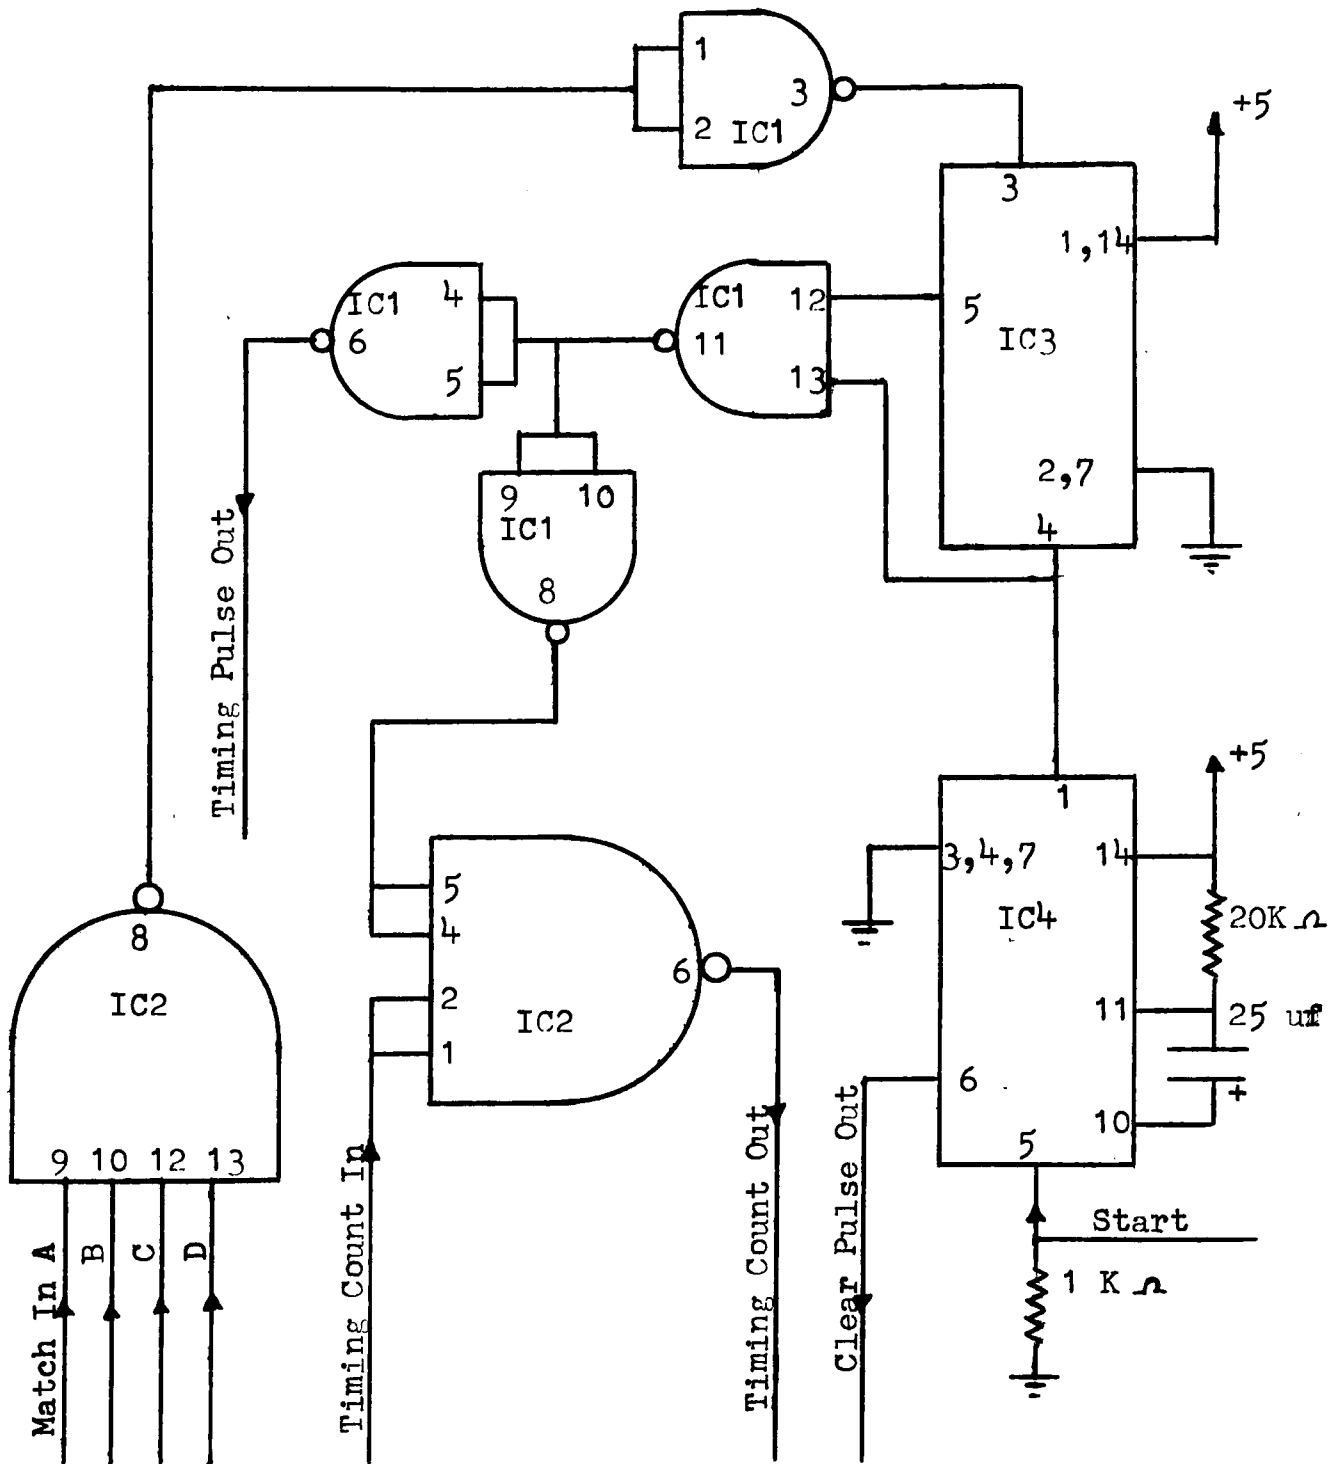 1
3
2
IC1
+5
3
1,14
IC1
4
6
5
IC1
12
11
13
5
IC3
2,7
4
9
10
IC1
8
Timing Pulse Out
+5
1
3,4,7
14
IC4
20K Ω
11
25 uf
6
+
10
5
Clear Pulse Out
Start
1 K Ω
5
4
2
1
6
IC2
Timing Count In
Timing Count Out
8
IC2
9
10
12
13
Match In A
B
C
D